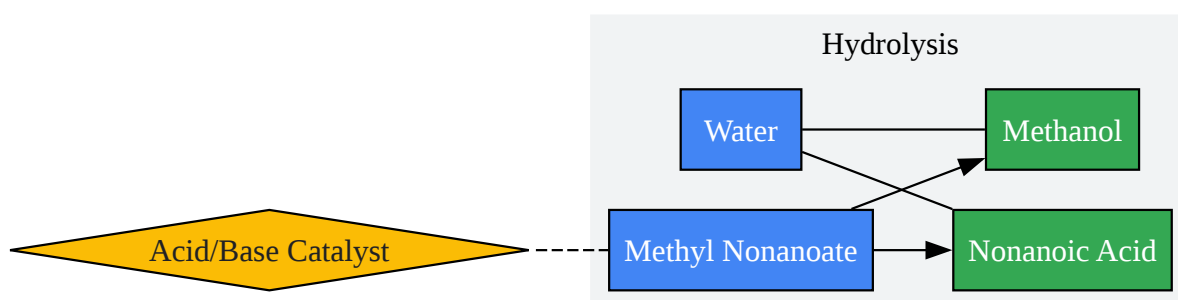 Hydrolysis
Water
Methanol
Acid/Base Catalyst
Methyl Nonanoate
Nonanoic Acid